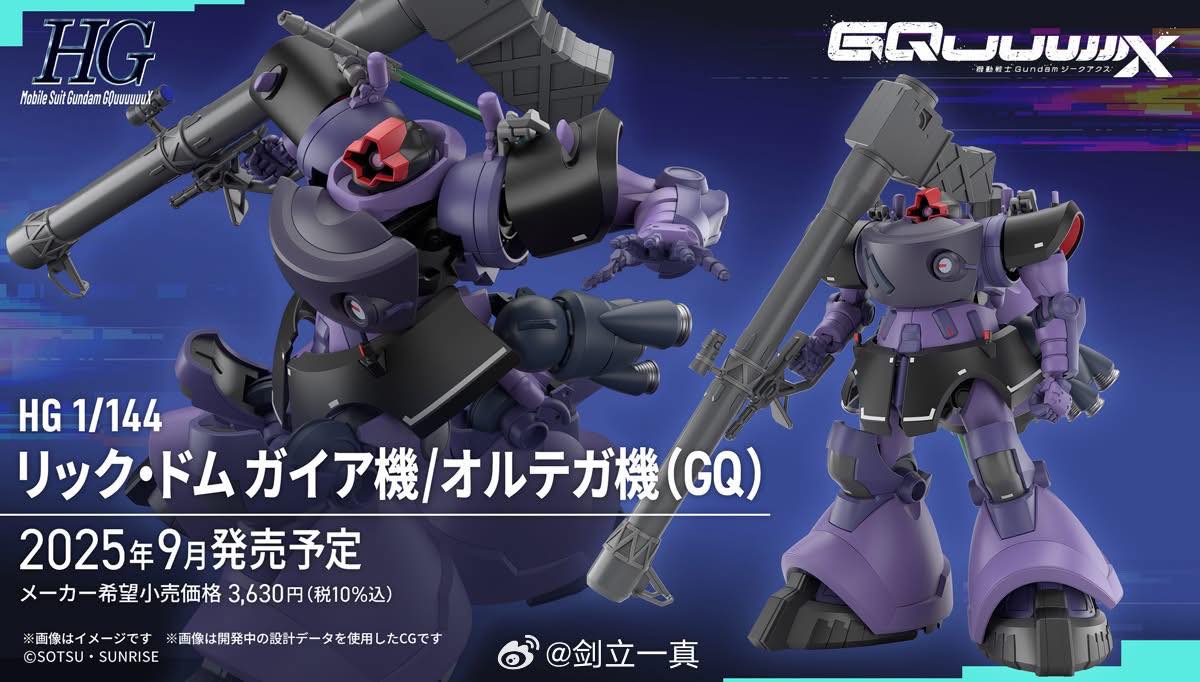 HG
Mobile Suit Gundam GQuuuuuuX
GQuuuuuuX
機動戦士Gundam ジークアクス
HG 1/144
リック・ドム ガイア機/オルテガ機(GQ)
2025年9月発売予定
メーカー希望小売価格 3,630円(税10%込)
※画像はイメージです ※画像は開発中の設計データを使用したCGです
©SOTSU・SUNRISE
@剑立一真